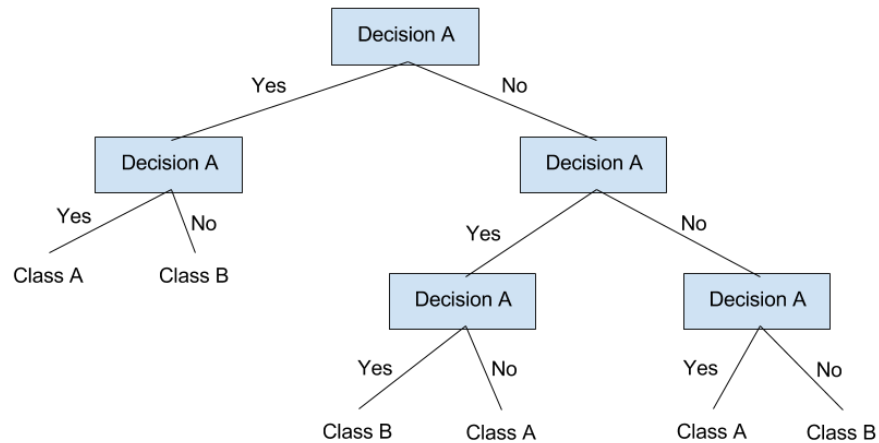 Decision A
Yes
No
Decision A
Decision A
Yes
No
Yes
No
Class A
Class B
Decision A
Decision A
Yes
No
Yes
No
Class B
Class A
Class A
Class B